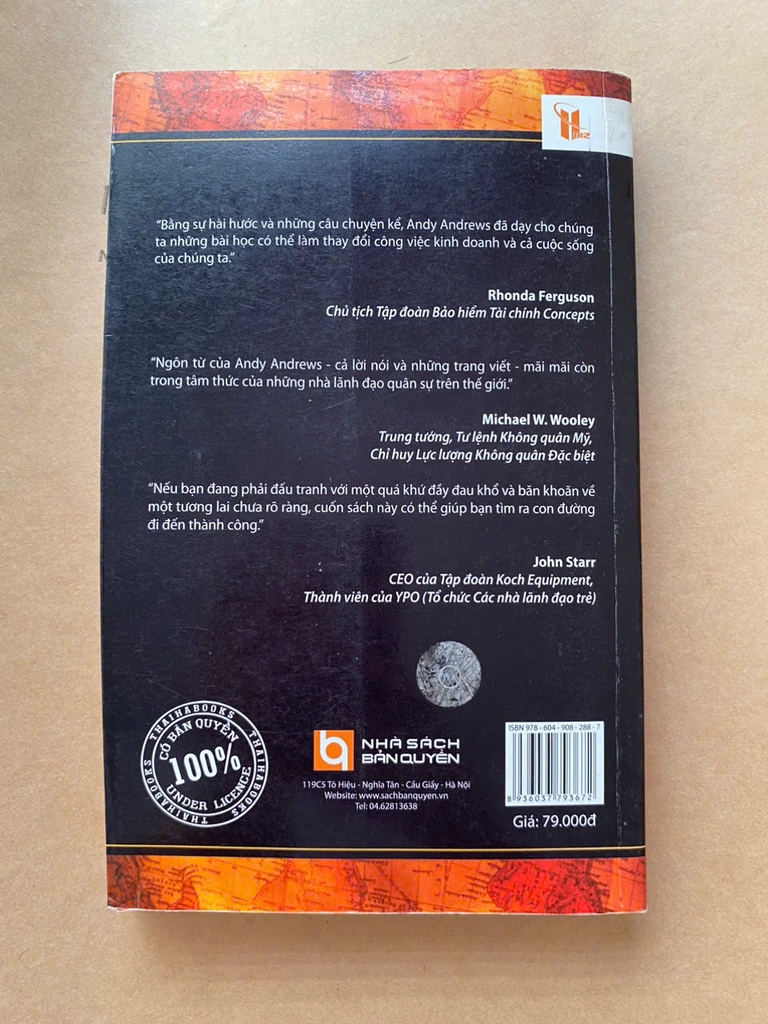 BIZ
“Bằng sự hài hước và những câu chuyện kể, Andy Andrews đã dạy cho chúng
ta những bài học có thể làm thay đổi công việc kinh doanh và cả cuộc sống
của chúng ta.”
Rhonda Ferguson
Chủ tịch Tập đoàn Bảo hiểm Tài chính Concepts
“Ngôn từ của Andy Andrews - cả lời nói và những trang viết - mãi mãi còn
trong tâm thức của những nhà lãnh đạo quân sự trên thế giới.”
Michael W. Wooley
Trung tướng, Tư lệnh Không quân Mỹ,
Chỉ huy Lực lượng Không quân Đặc biệt
“Nếu bạn đang phải đấu tranh với một quá khứ đầy đau khổ và băn khoăn về
một tương lai chưa rõ ràng, cuốn sách này có thể giúp bạn tìm ra con đường
đi đến thành công.”
John Starr
CEO của Tập đoàn Koch Equipment,
Thành viên của YPO (Tổ chức Các nhà lãnh đạo trẻ)
THAIHABOOKS
THAIHABOOKS
THAIHABOOKS
CÓ BẢN QUYỀN
100%
UNDER LICENCE
NHÀ SÁCH
BẢN QUYỀN
119C5 Tô Hiệu - Nghĩa Tân - Cầu Giấy - Hà Nội
Website: www.sachbanquyen.vn
Tel: 04.62813638
ISBN 978 - 604 - 908 - 288 - 7
8 936037 793672
Giá: 79.000đ